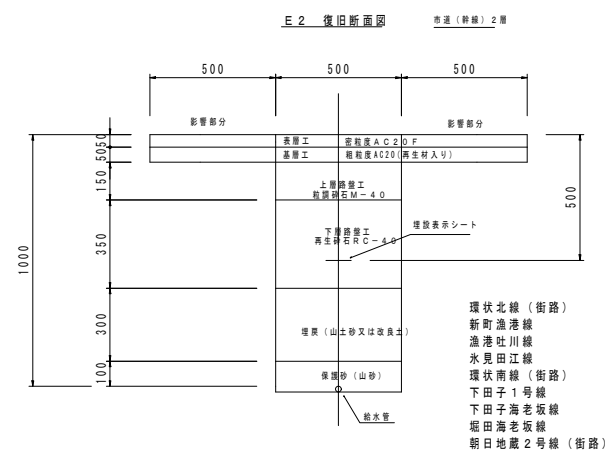 E2 復旧断面図
市道(幹線)2層
500
500
500
影響部分
影響部分
表層工 密粒度AC20F
基層工 粗粒度AC20(再生材入り)
上層路盤工
粒調砕石M-40
下層路盤工
再生砕石RC-40
埋設表示シート
埋戻(山土砂又は改良土)
保護砂(山砂)
給水管
50
50
150
350
300
100
1000
500
環状北線(街路)
新町漁港線
漁港吐川線
氷見田江線
環状南線(街路)
下田子1号線
下田子海老坂線
堀田海老坂線
朝日地蔵2号線(街路)